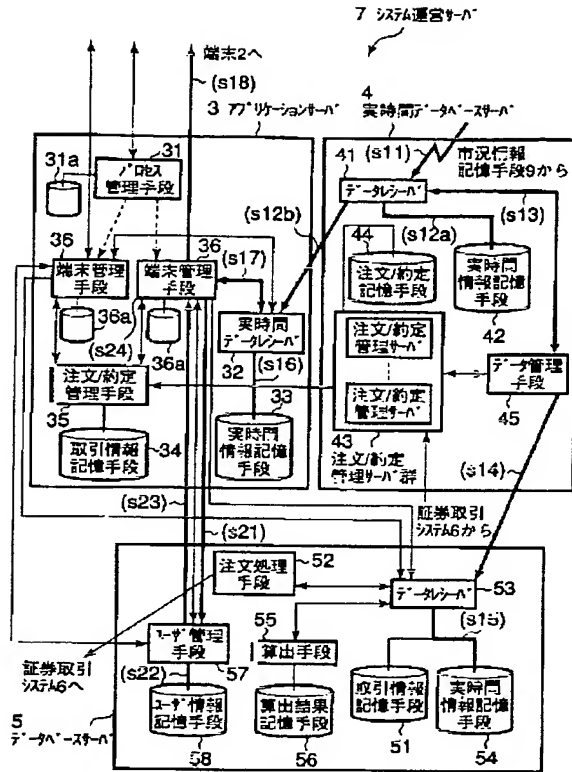 7 システム運営サーバ
端末2へ
(s18)
3 アプリケーションサーバ
4
実時間データベースサーバ
31a
31
プロセス
管理手段
41
(s11)
市況情報
記憶手段9から
データレシーバ
(s13)
(s12b)
(s12a)
36
端末管理
手段
36
端末管理
手段
(s17)
44
注文/約定
記憶手段
実時間
情報記憶
手段
42
36a
(s24)
36a
実時間
データレシーバ
32
(s16)
注文/約定
管理サーバ
注文/約定
管理サーバ
データ管理
手段
45
注文/約定
管理手段
35
33
取引情報
記憶手段
34
実時間
情報記憶
手段
43
注文/約定
管理サーバ群
(s14)
(s23)
(s21)
証券取引
システム6から
注文処理
手段
52
データレシーバ
53
(s15)
ユーザ管理
手段
57
55
算出手段
証券取引
システム6へ
(s22)
5
データベースサーバ
ユーザ情報
記憶手段
58
算出結果
記憶手段
56
取引情報
記憶手段
51
実時間
情報記憶
手段
54